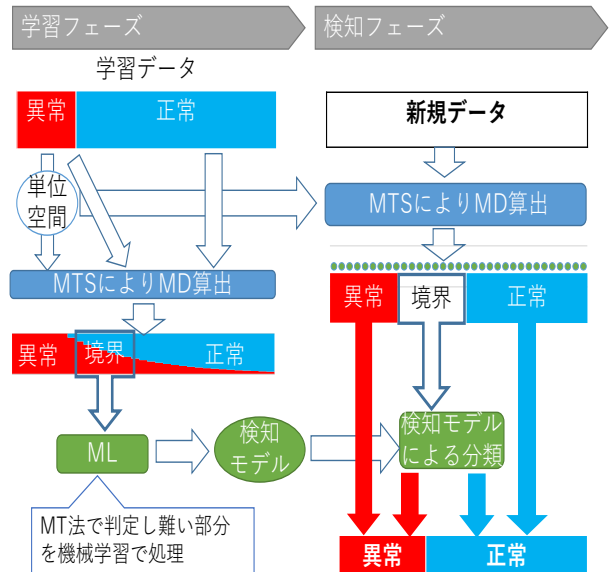 学習フェーズ
検知フェーズ
学習データ
異常
正常
単位
空間
MTSによりMD算出
異常
境界
正常
ML
検知
モデル
MT法で判定し難い部分
を機械学習で処理
新規データ
MTSによりMD算出
異常
境界
正常
検知モデル
による分類
異常
正常